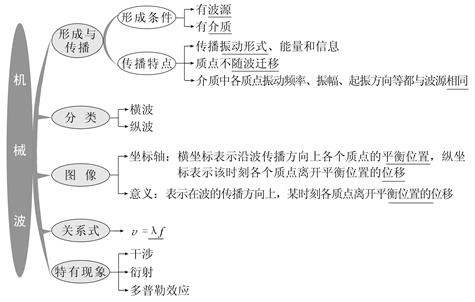 机械波
形成与传播
形成条件
有波源
有介质
传播特点
传播振动形式、能量和信息
质点不随波迁移
介质中各质点振动频率、振幅、起振方向等都与波源相同
分类
横波
纵波
图像
坐标轴:横坐标表示沿波传播方向上各个质点的平衡位置,纵坐
标表示该时刻各个质点离开平衡位置的位移
意义:表示在波的传播方向上,某时刻各质点离开平衡位置的位移
关系式
v=λf
特有现象
干涉
衍射
多普勒效应